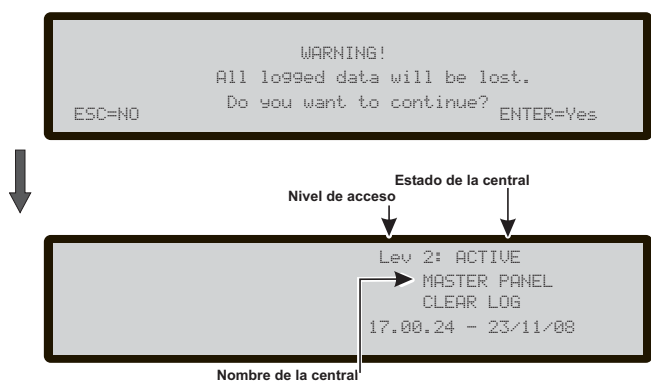 WARNING!
All logged data will be lost.
Do you want to continue?
ESC=NO
ENTER=Yes
Estado de la central
Nivel de acceso
Lev 2: ACTIVE
MASTER PANEL
CLEAR LOG
17.00.24 - 23/11/08
Nombre de la central